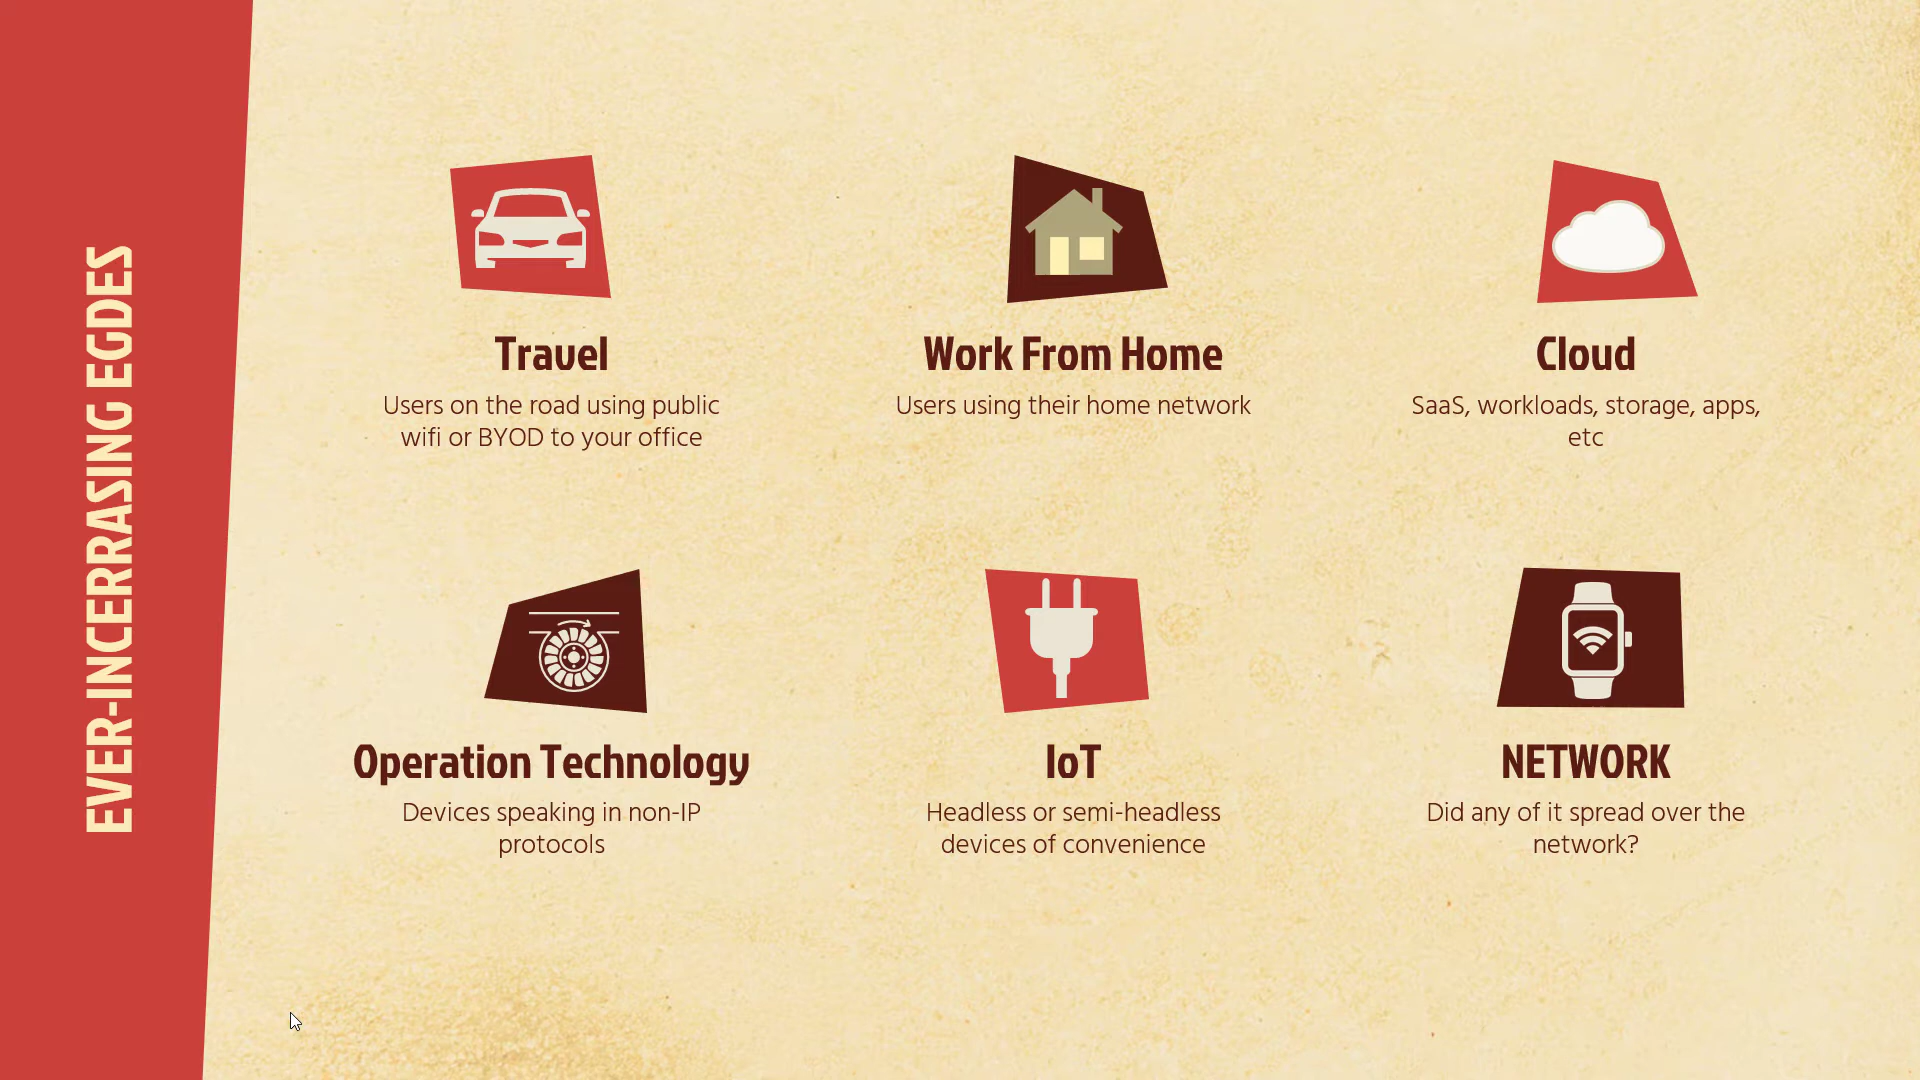 EVER-INCERRASING EGDES
Travel
Users on the road using public
wifi or BYOD to your office
Work From Home
Users using their home network
Cloud
SaaS, workloads, storage, apps,
etc
Operation Technology
Devices speaking in non-IP
protocols
IoT
Headless or semi-headless
devices of convenience
NETWORK
Did any of it spread over the
network?